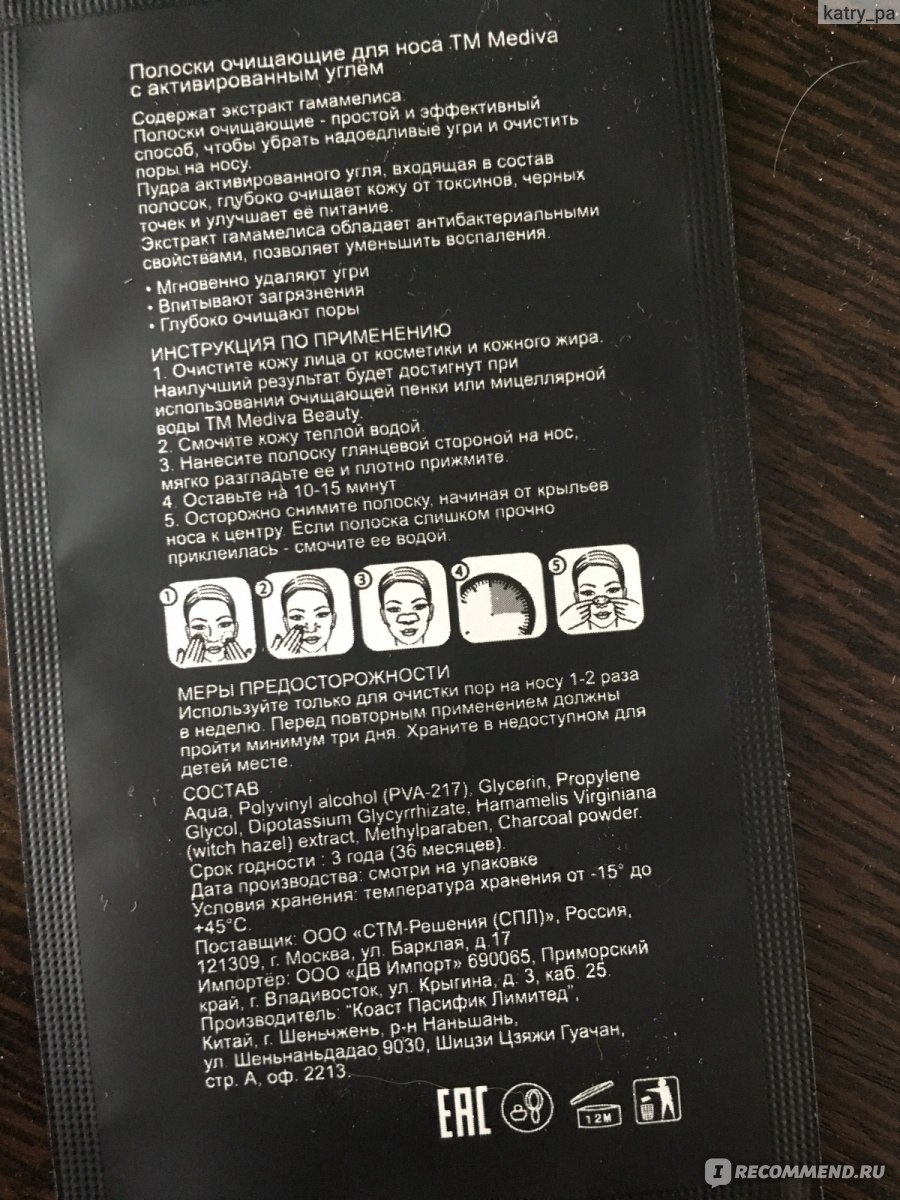 katry_pa
Полоски очищающие для носа ТМ Mediva
с активированным углём
Содержат экстракт гамамелиса.
Полоски очищающие - простой и эффективный
способ, чтобы убрать надоедливые угри и очистить
поры на носу.
Пудра активированного угля, входящая в состав
полосок, глубоко очищает кожу от токсинов, черных
точек и улучшает её питание.
Экстракт гамамелиса обладает антибактериальными
свойствами, позволяет уменьшить воспаления.
• Мгновенно удаляют угри
• Впитывают загрязнения
• Глубоко очищают поры
ИНСТРУКЦИЯ ПО ПРИМЕНЕНИЮ
1. Очистите кожу лица от косметики и кожного жира.
Наилучший результат будет достигнут при
использовании очищающей пенки или мицеллярной
воды ТМ Mediva Beauty.
2. Смочите кожу теплой водой.
3. Нанесите полоску глянцевой стороной на нос,
мягко разгладьте ее и плотно прижмите.
4. Оставьте на 10-15 минут
5. Осторожно снимите полоску, начиная от крыльев
носа к центру. Если полоска слишком прочно
приклеилась - смочите ее водой.
1 2 3 4 5
МЕРЫ ПРЕДОСТОРОЖНОСТИ
Используйте только для очистки пор на носу 1-2 раза
в неделю. Перед повторным применением должны
пройти минимум три дня. Храните в недоступном для
детей месте.
СОСТАВ
Aqua, Polyvinyl alcohol (PVA-217), Glycerin, Propylene
Glycol, Dipotassium Glycyrrhizate, Hamamelis Virginiana
(witch hazel) extract, Methylparaben, Charcoal powder.
Срок годности : 3 года (36 месяцев).
Дата производства: смотри на упаковке
Условия хранения: температура хранения от -15° до
+45°С.
Поставщик: ООО «СТМ-Решения (СПЛ)», Россия,
121309, г. Москва, ул. Барклая, д.17
Импортёр: ООО «ДВ Импорт» 690065, Приморский
край, г. Владивосток, ул. Крыгина, д. 3, каб. 25.
Производитель: "Коаст Пасифик Лимитед",
Китай, г. Шеньчжень, р-н Наньшань,
ул. Шеньнаньдадао 9030, Шицзи Цзяжи Гуачан,
стр. А, оф. 2213.
EAC 12M
IRECOMMEND.RU